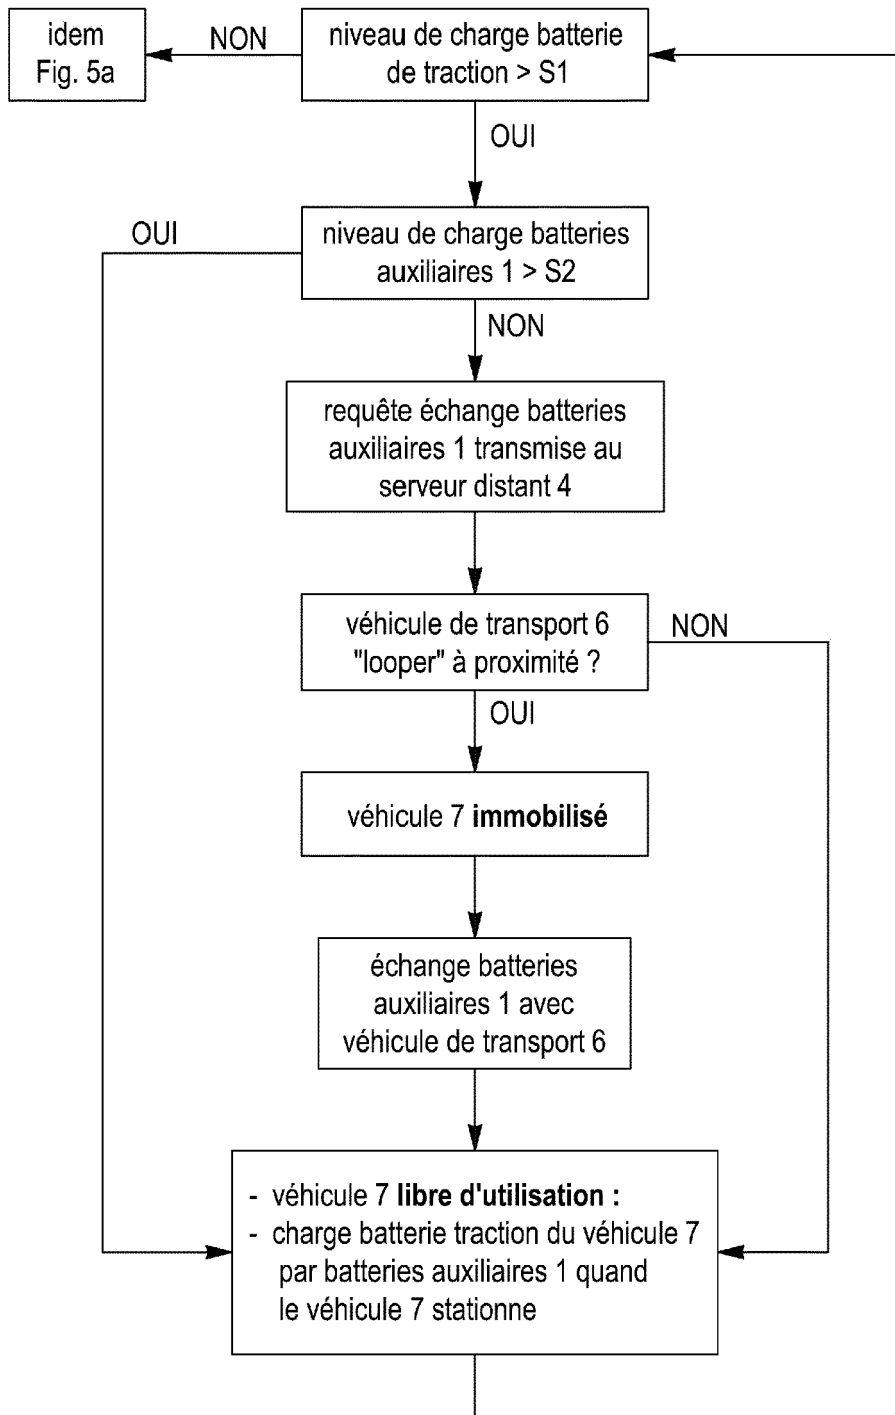 idem
Fig. 5a
NON
niveau de charge batterie
de traction > S1
OUI
OUI
niveau de charge batteries
auxiliaires 1 > S2
NON
requête échange batteries
auxiliaires 1 transmise au
serveur distant 4
véhicule de transport 6
"looper" à proximité ?
NON
OUI
véhicule 7 immobilisé
échange batteries
auxiliaires 1 avec
véhicule de transport 6
- véhicule 7 libre d'utilisation :
- charge batterie traction du véhicule 7
par batteries auxiliaires 1 quand
le véhicule 7 stationne